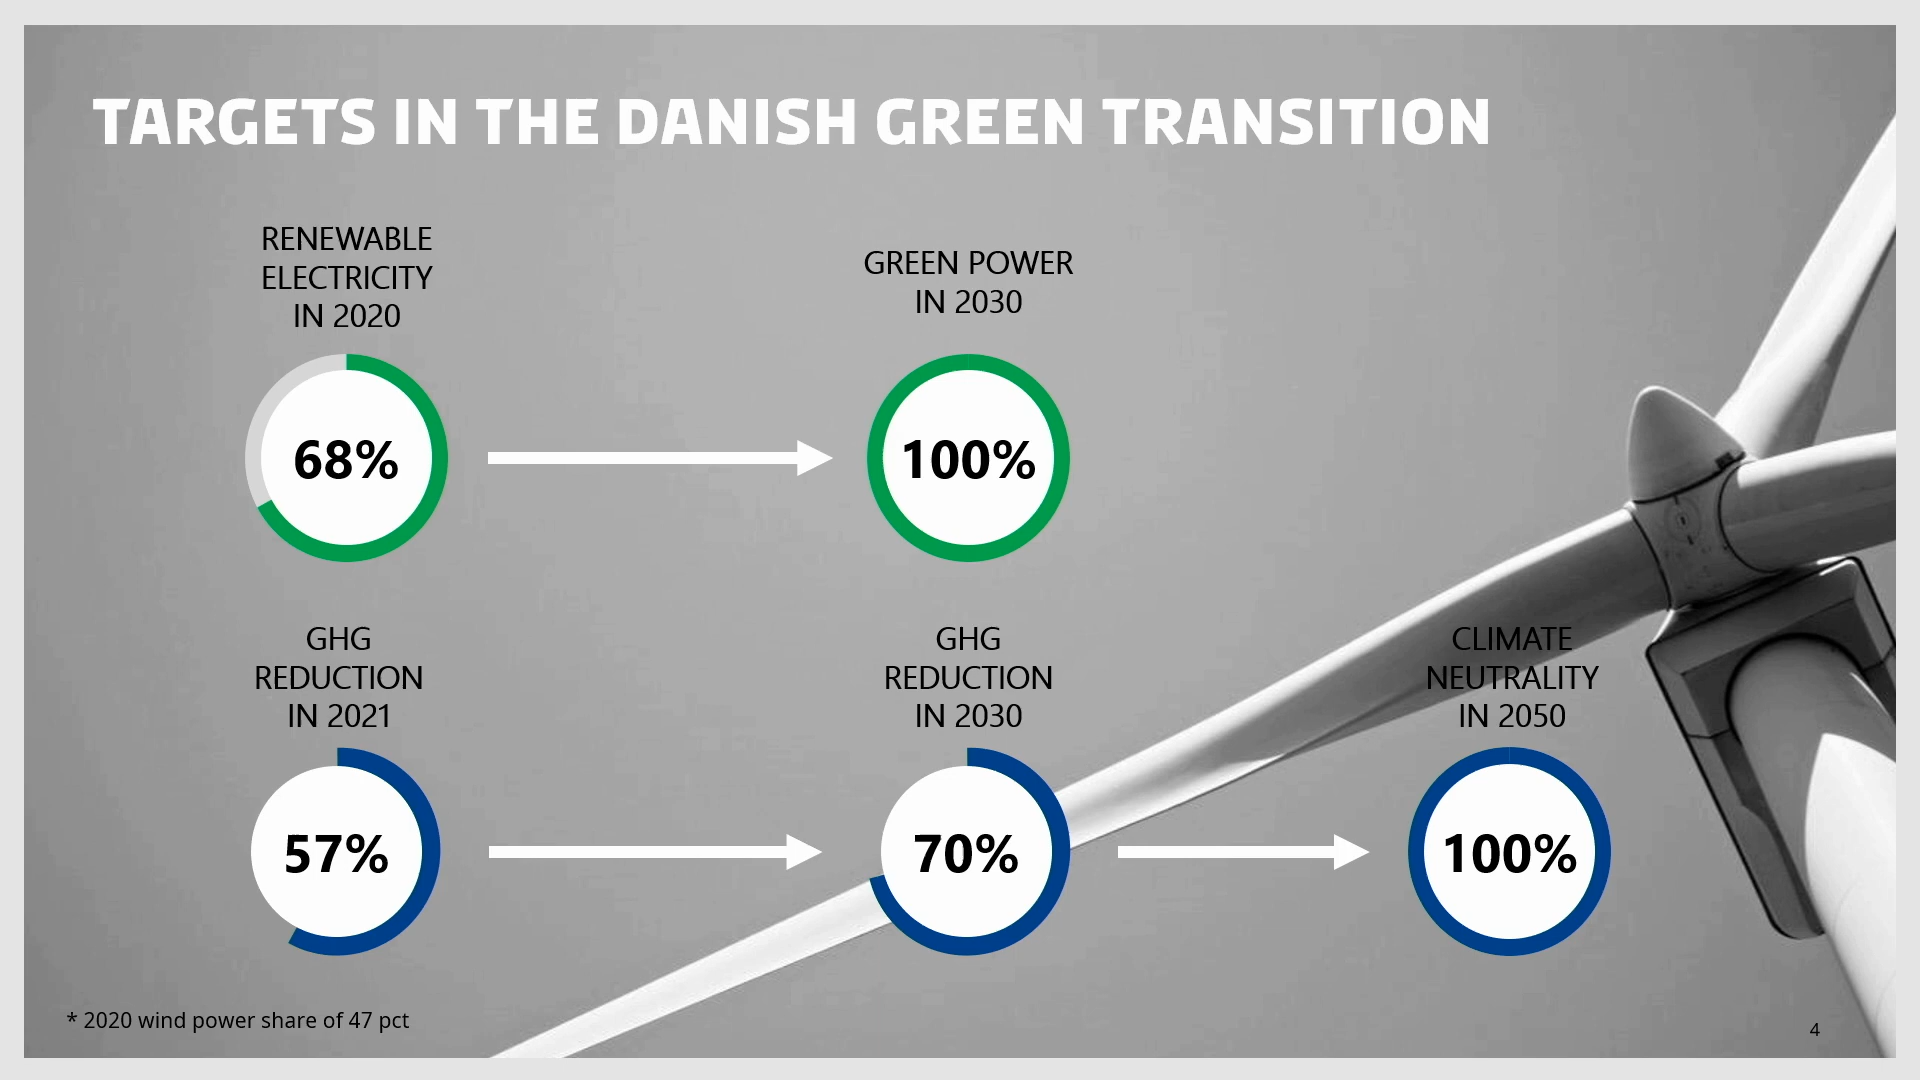 TARGETS IN THE DANISH GREEN TRANSITION
RENEWABLE
ELECTRICITY
IN 2020
68%
GREEN POWER
IN 2030
100%
GHG
REDUCTION
IN 2021
57%
GHG
REDUCTION
IN 2030
70%
CLIMATE
NEUTRALITY
IN 2050
100%
* 2020 wind power share of 47 pct
4